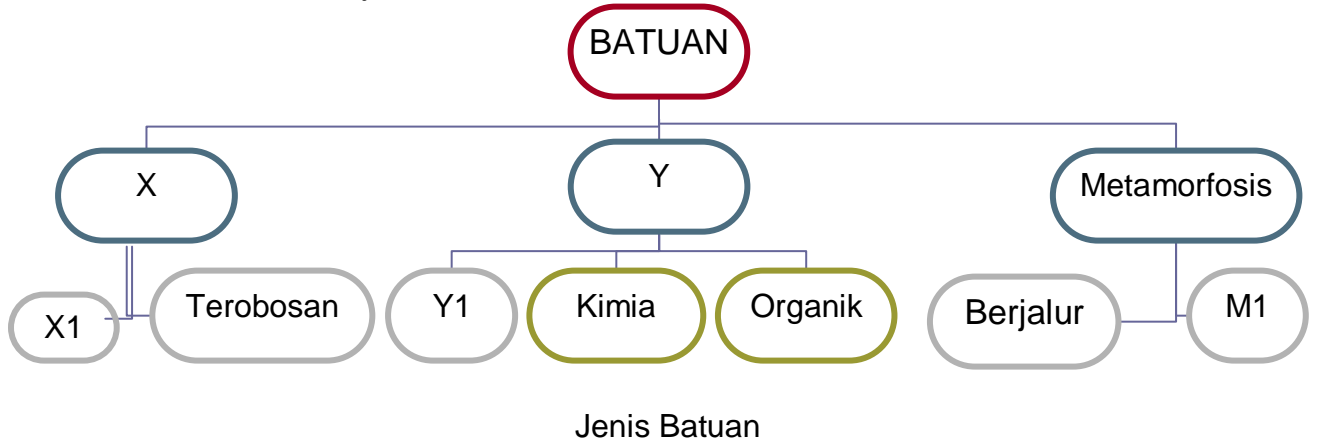 BATUAN
X
Y
Metamorfosis
X1
Terobosan
Y1
Kimia
Organik
Berjalur
M1
Jenis Batuan